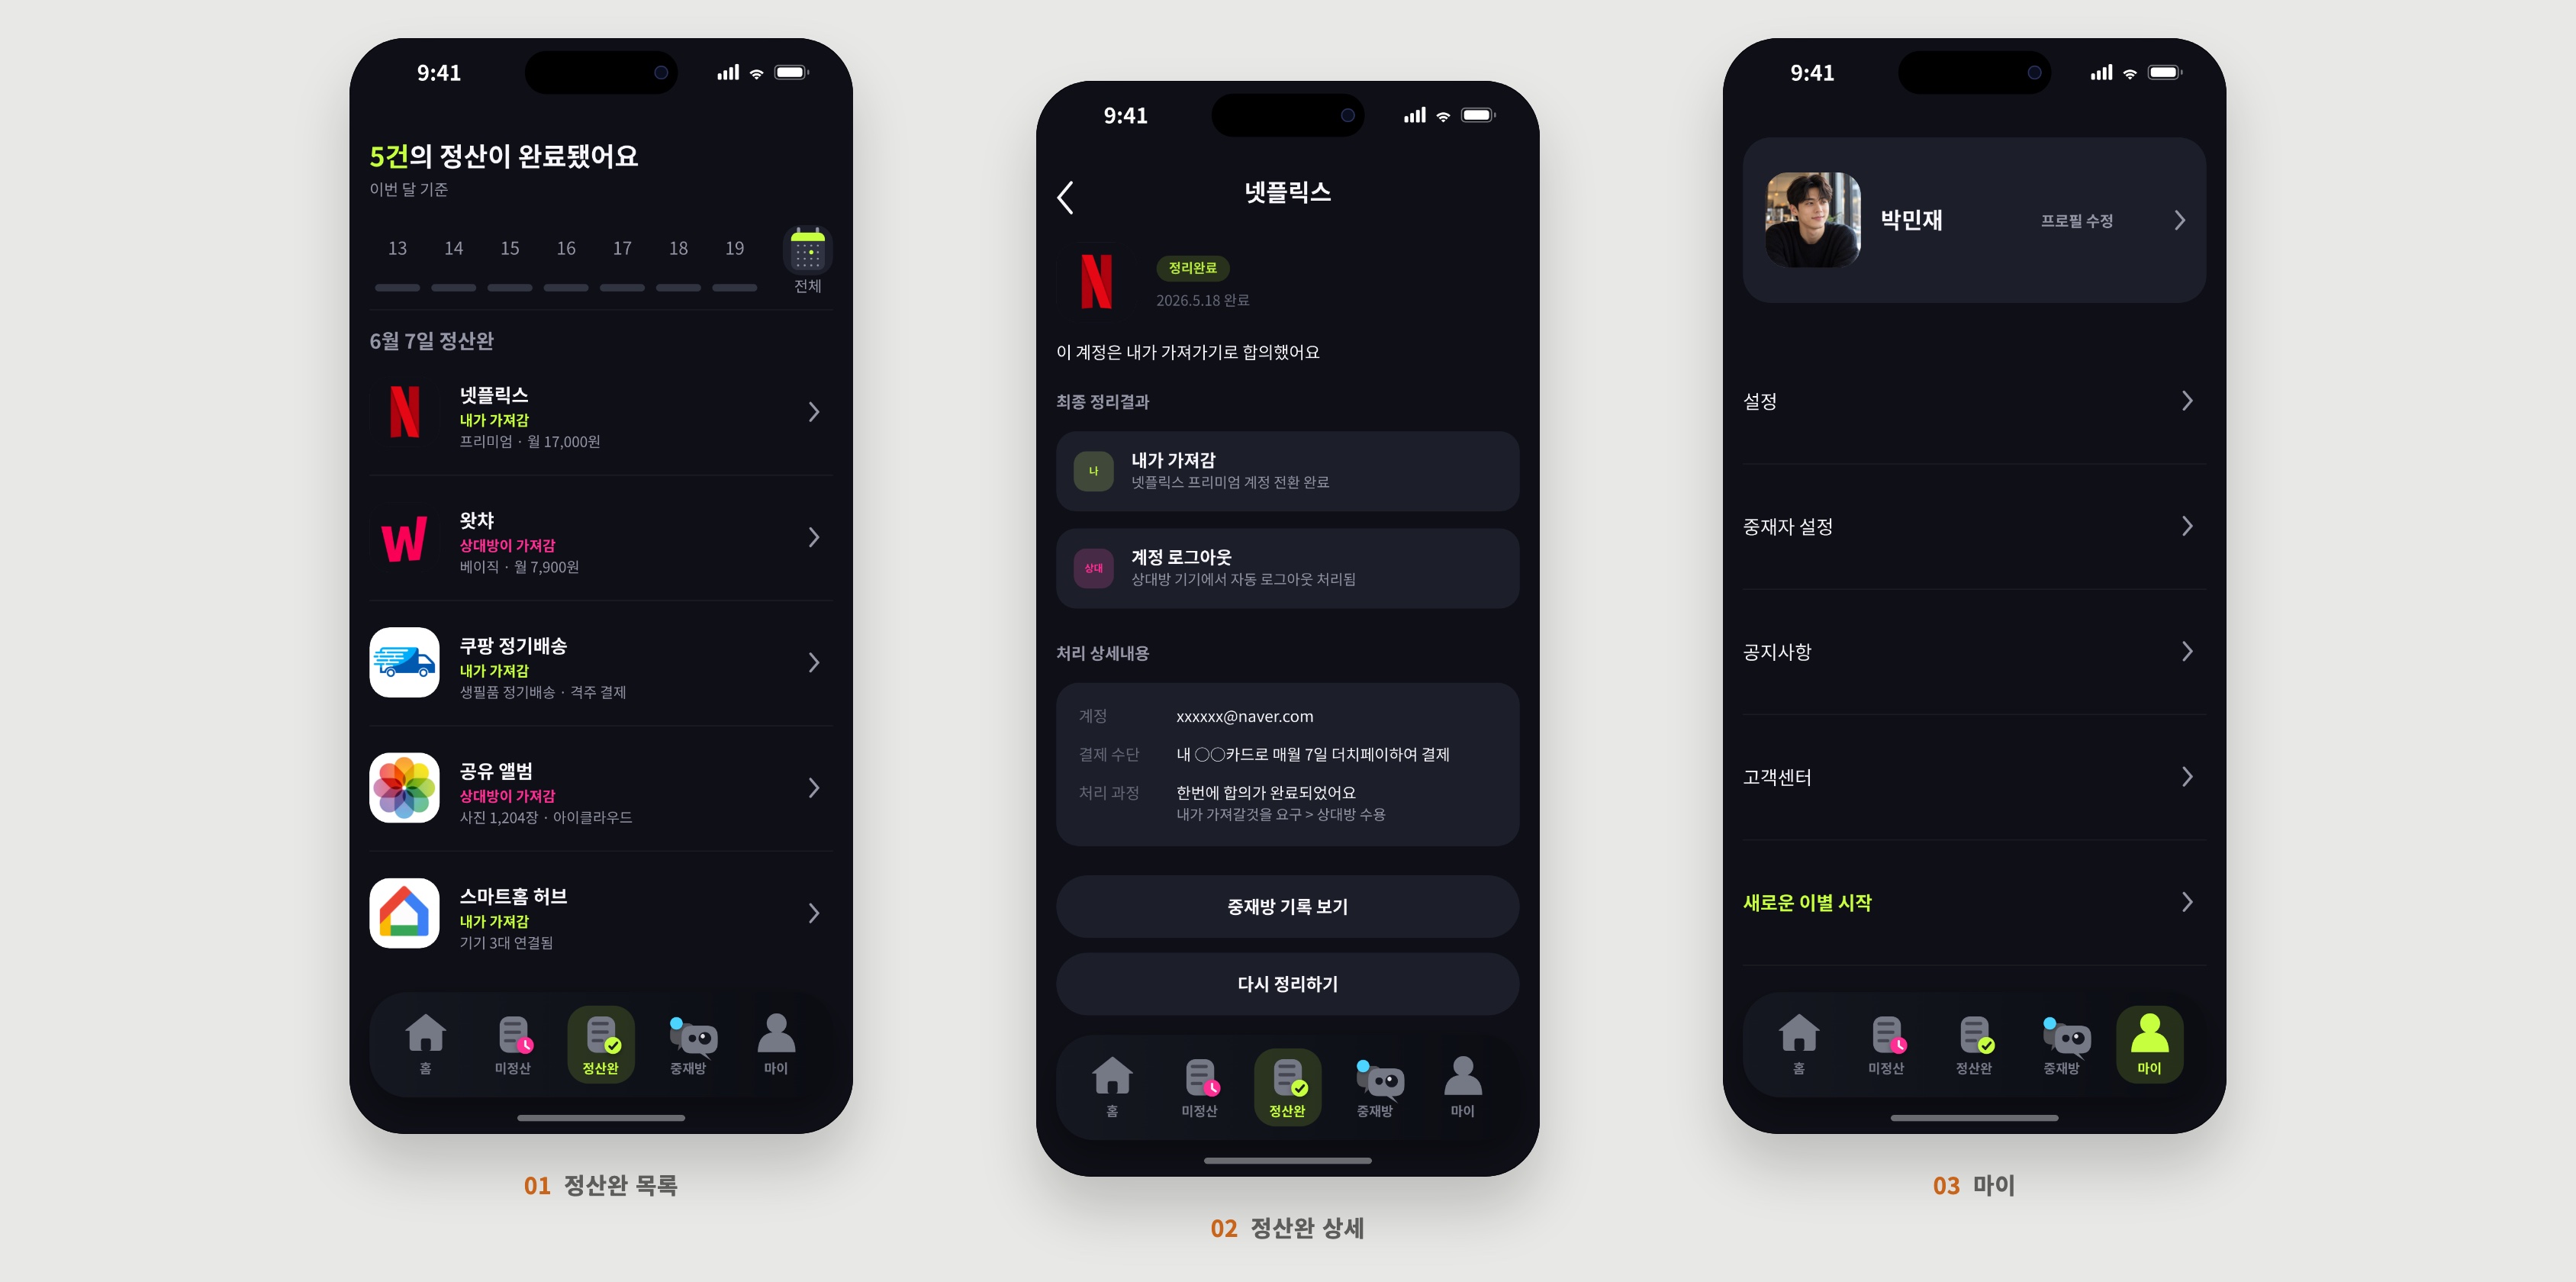 9:41
5건의 정산이 완료됐어요
이번 달 기준
13 14 15 16 17 18 19
전체
6월 7일 정산완
넷플릭스
내가 가져감
프리미엄 · 월 17,000원
왓챠
상대방이 가져감
베이직 · 월 7,900원
쿠팡 정기배송
내가 가져감
생필품 정기배송 · 격주 결제
공유 앨범
상대방이 가져감
사진 1,204장 · 아이클라우드
스마트홈 허브
내가 가져감
기기 3대 연결됨
홈 미정산 정산완 중재방 마이
01 정산완 목록
9:41
넷플릭스
정리완료
2026.5.18 완료
이 계정은 내가 가져가기로 합의했어요
최종 정리결과
나
내가 가져감
넷플릭스 프리미엄 계정 전환 완료
상대
계정 로그아웃
상대방 기기에서 자동 로그아웃 처리됨
처리 상세내용
계정 xxxxxx@naver.com
결제 수단 내 ○○카드로 매월 7일 더치페이하여 결제
처리 과정 한번에 합의가 완료되었어요
내가 가져갈것을 요구 > 상대방 수용
중재방 기록 보기
다시 정리하기
홈 미정산 정산완 중재방 마이
02 정산완 상세
9:41
박민재 프로필 수정
설정
중재자 설정
공지사항
고객센터
새로운 이별 시작
홈 미정산 정산완 중재방 마이
03 마이